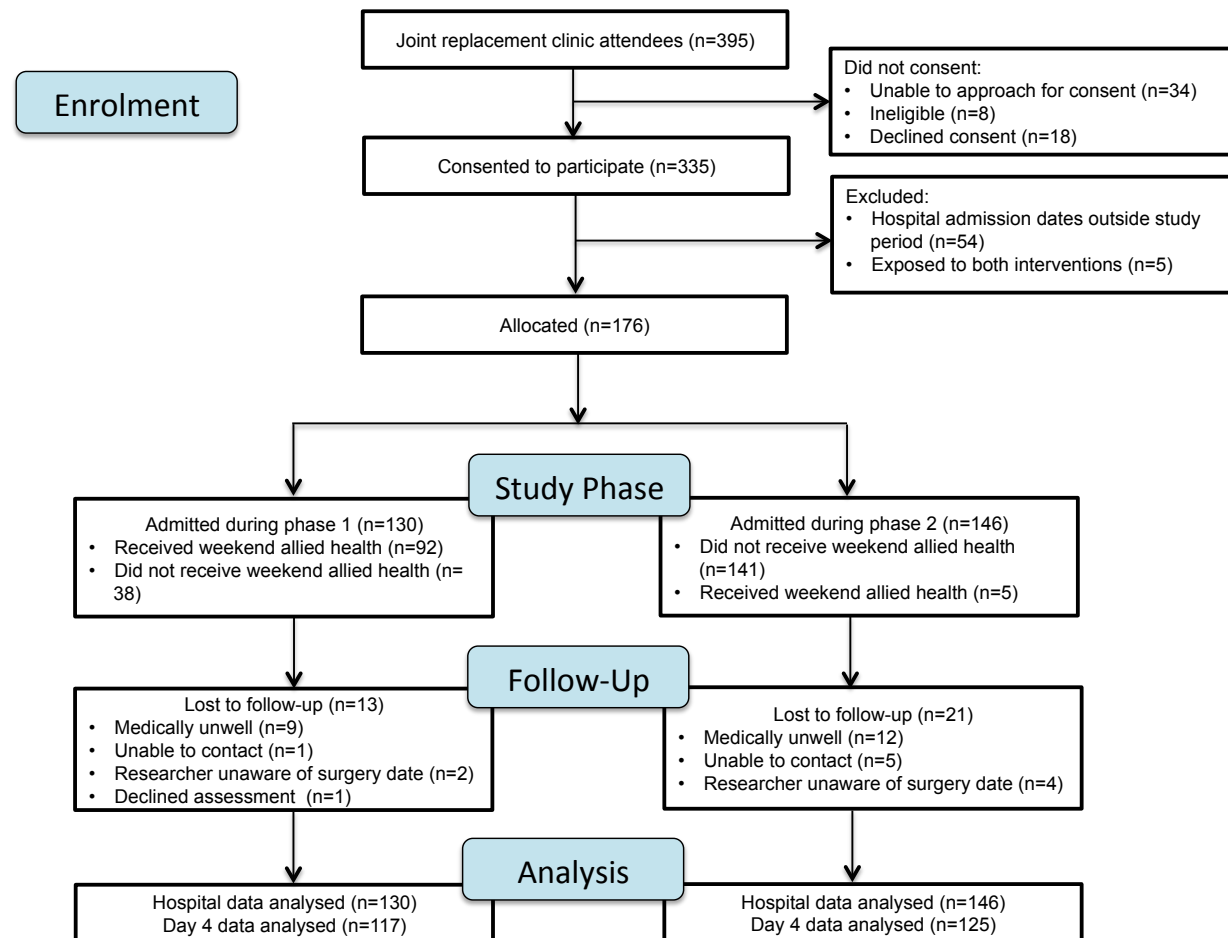 Joint replacement clinic attendees (n=395)
Enrolment
Did not consent:
• Unable to approach for consent (n=34)
• Ineligible (n=8)
• Declined consent (n=18)
Consented to participate (n=335)
Excluded:
• Hospital admission dates outside study
period (n=54)
• Exposed to both interventions (n=5)
Allocated (n=176)
Study Phase
Admitted during phase 1 (n=130)
• Received weekend allied health (n=92)
• Did not receive weekend allied health (n=
38)
Admitted during phase 2 (n=146)
• Did not receive weekend allied health
(n=141)
• Received weekend allied health (n=5)
Follow-Up
Lost to follow-up (n=13)
• Medically unwell (n=9)
• Unable to contact (n=1)
• Researcher unaware of surgery date (n=2)
• Declined assessment (n=1)
Lost to follow-up (n=21)
• Medically unwell (n=12)
• Unable to contact (n=5)
• Researcher unaware of surgery date (n=4)
Analysis
Hospital data analysed (n=130)
Day 4 data analysed (n=117)
Hospital data analysed (n=146)
Day 4 data analysed (n=125)